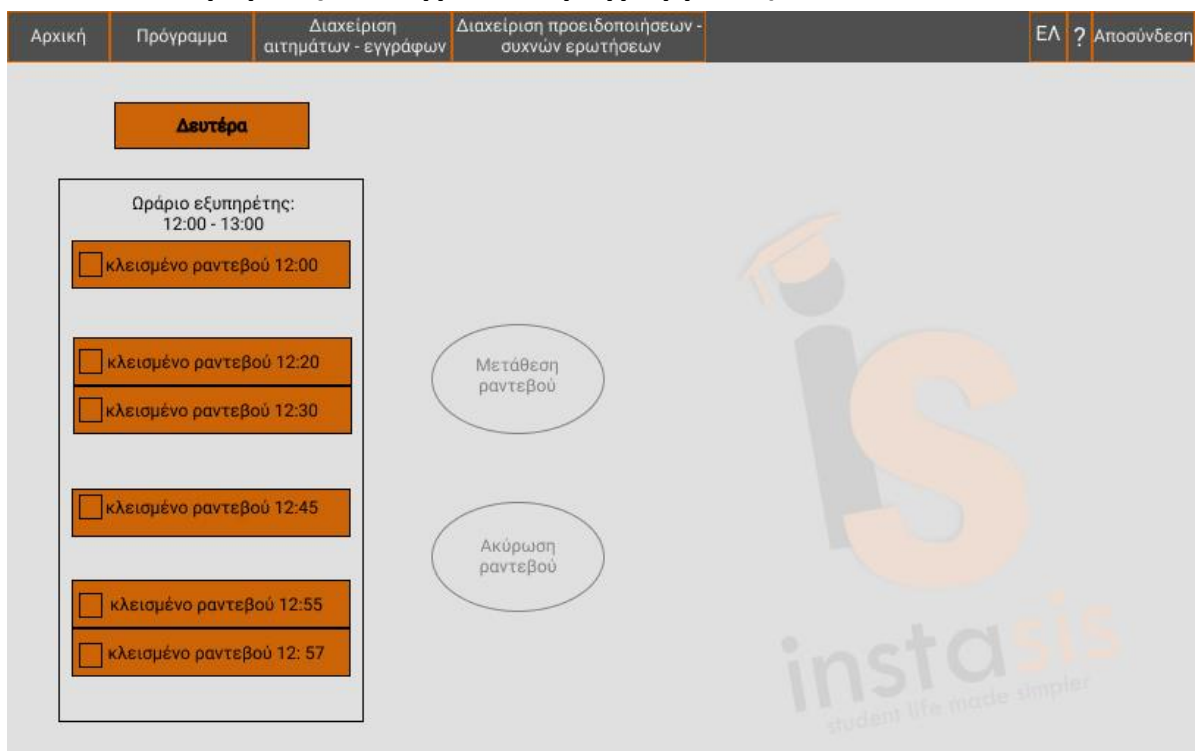 Αρχική
Πρόγραμμα
Διαχείριση
αιτημάτων - εγγράφων
Διαχείριση προειδοποιήσεων -
συχνών ερωτήσεων
ΕΛ
?
Αποσύνδεση
Δευτέρα
Ωράριο εξυπηρέτης:
12:00 - 13:00
κλεισμένο ραντεβού 12:00
κλεισμένο ραντεβού 12:20
κλεισμένο ραντεβού 12:30
κλεισμένο ραντεβού 12:45
κλεισμένο ραντεβού 12:55
κλεισμένο ραντεβού 12: 57
Μετάθεση
ραντεβού
Ακύρωση
ραντεβού
is
instasis
student life made simpler